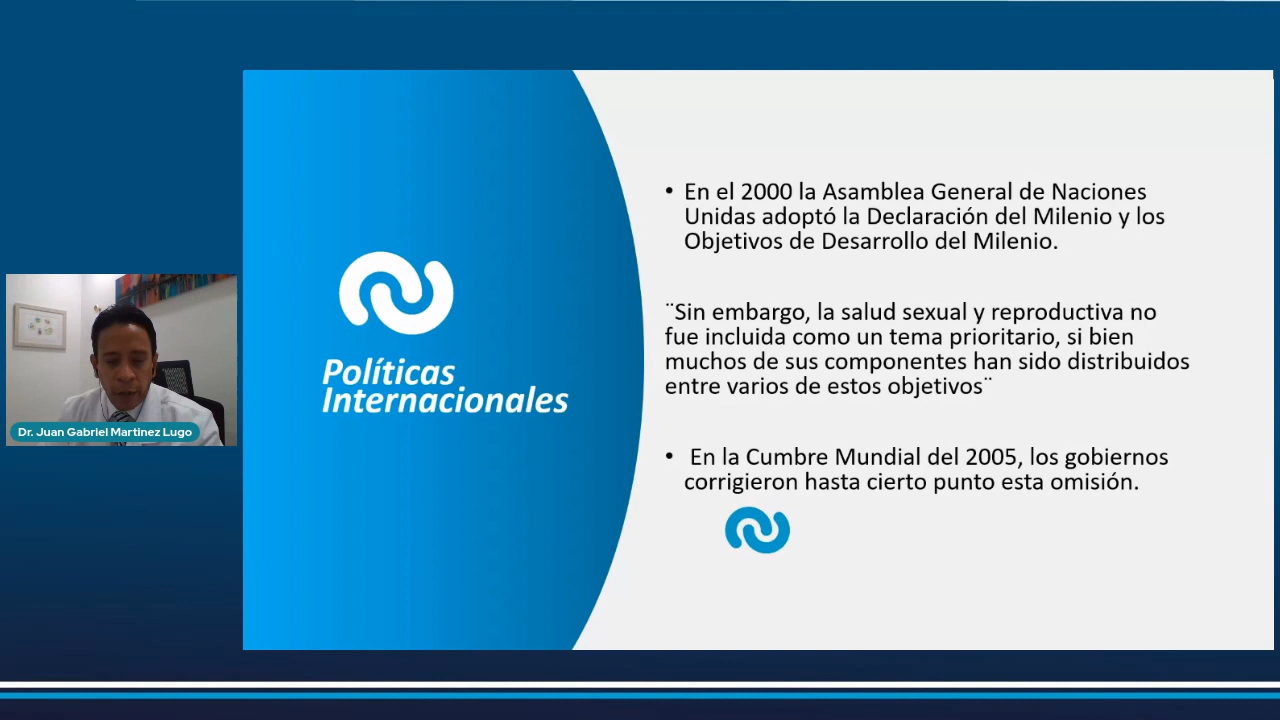 Dr. Juan Gabriel Martinez Lugo
Políticas
Internacionales
• En el 2000 la Asamblea General de Naciones
Unidas adoptó la Declaración del Milenio y los
Objetivos de Desarrollo del Milenio.
¨Sin embargo, la salud sexual y reproductiva no
fue incluida como un tema prioritario, si bien
muchos de sus componentes han sido distribuidos
entre varios de estos objetivos¨
• En la Cumbre Mundial del 2005, los gobiernos
corrigieron hasta cierto punto esta omisión.